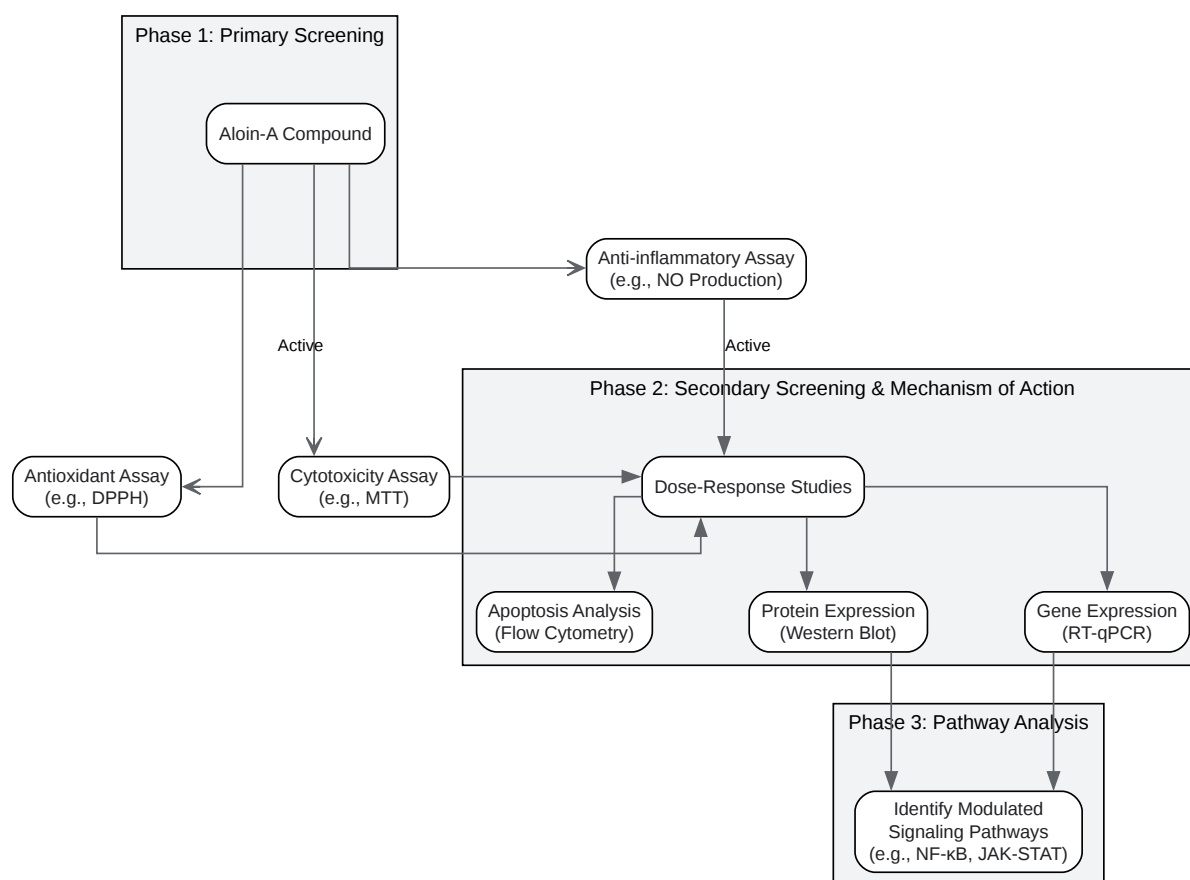 Phase 1: Primary Screening
Aloin-A Compound
Anti-inflammatory Assay
(e.g., NO Production)
Active
Active
Phase 2: Secondary Screening & Mechanism of Action
Antioxidant Assay
(e.g., DPPH)
Cytotoxicity Assay
(e.g., MTT)
Dose-Response Studies
Apoptosis Analysis
(Flow Cytometry)
Protein Expression
(Western Blot)
Gene Expression
(RT-qPCR)
Phase 3: Pathway Analysis
Identify Modulated
Signaling Pathways
(e.g., NF-κB, JAK-STAT)